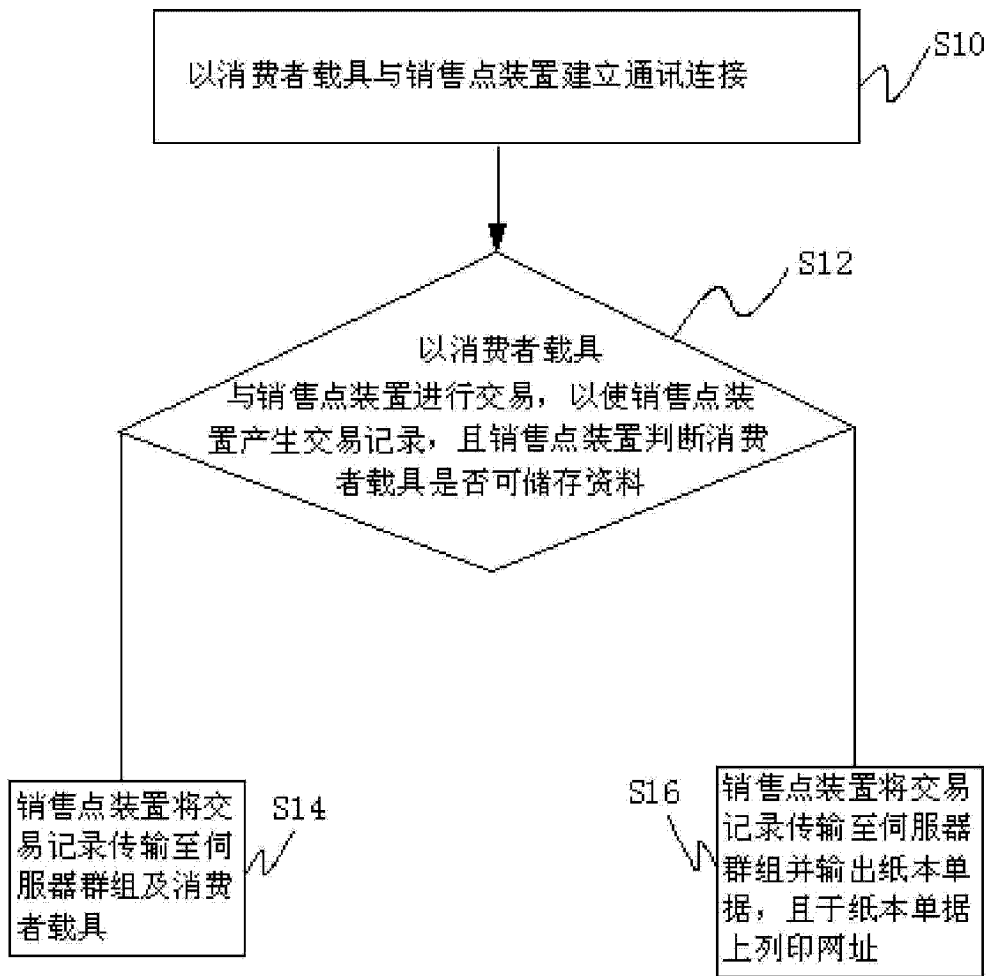 以消费者载具与销售点装置建立通讯连接
S10
S12
以消费者载具
与销售点装置进行交易，以使销售点装
置产生交易记录，且销售点装置判断消费
者载具是否可储存资料
销售点装置将交
易记录传输至伺
服器群组及消费
者载具
S14
S16
销售点装置将交易
记录传输至伺服器
群组并输出纸本单
据，且于纸本单据
上列印网址